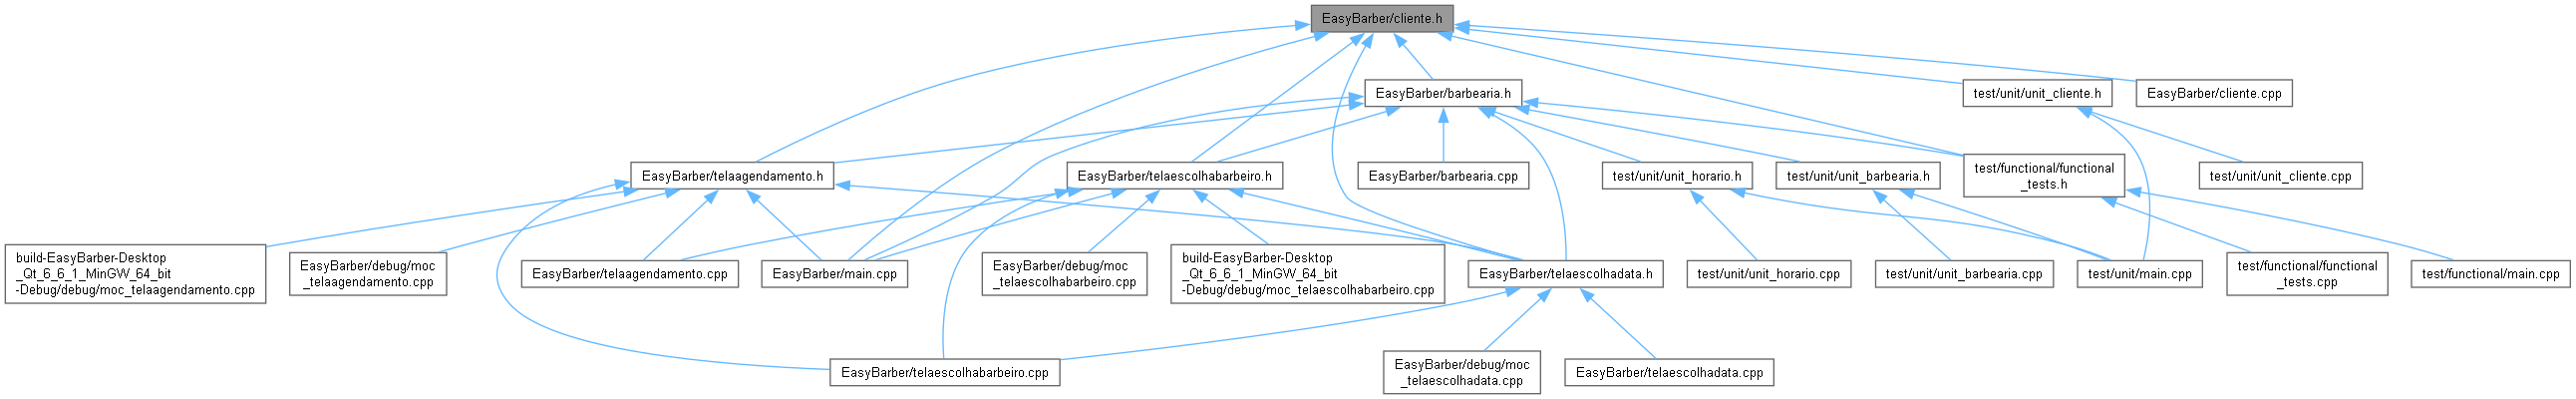 EasyBarber/cliente.h
EasyBarber/barbearia.h
test/unit/unit_cliente.h
EasyBarber/cliente.cpp
EasyBarber/telaagendamento.h
EasyBarber/telaescolhabarbeiro.h
EasyBarber/barbearia.cpp
test/unit/unit_horario.h
test/unit/unit_barbearia.h
test/functional/functional
_tests.h
test/unit/unit_cliente.cpp
build-EasyBarber-Desktop
_Qt_6_6_1_MinGW_64_bit
-Debug/debug/moc_telaagendamento.cpp
EasyBarber/debug/moc
_telaagendamento.cpp
EasyBarber/telaagendamento.cpp
EasyBarber/main.cpp
EasyBarber/debug/moc
_telaescolhabarbeiro.cpp
build-EasyBarber-Desktop
_Qt_6_6_1_MinGW_64_bit
-Debug/debug/moc_telaescolhabarbeiro.cpp
EasyBarber/telaescolhadata.h
test/unit/unit_horario.cpp
test/unit/unit_barbearia.cpp
test/unit/main.cpp
test/functional/functional
_tests.cpp
test/functional/main.cpp
EasyBarber/telaescolhabarbeiro.cpp
EasyBarber/debug/moc
_telaescolhadata.cpp
EasyBarber/telaescolhadata.cpp